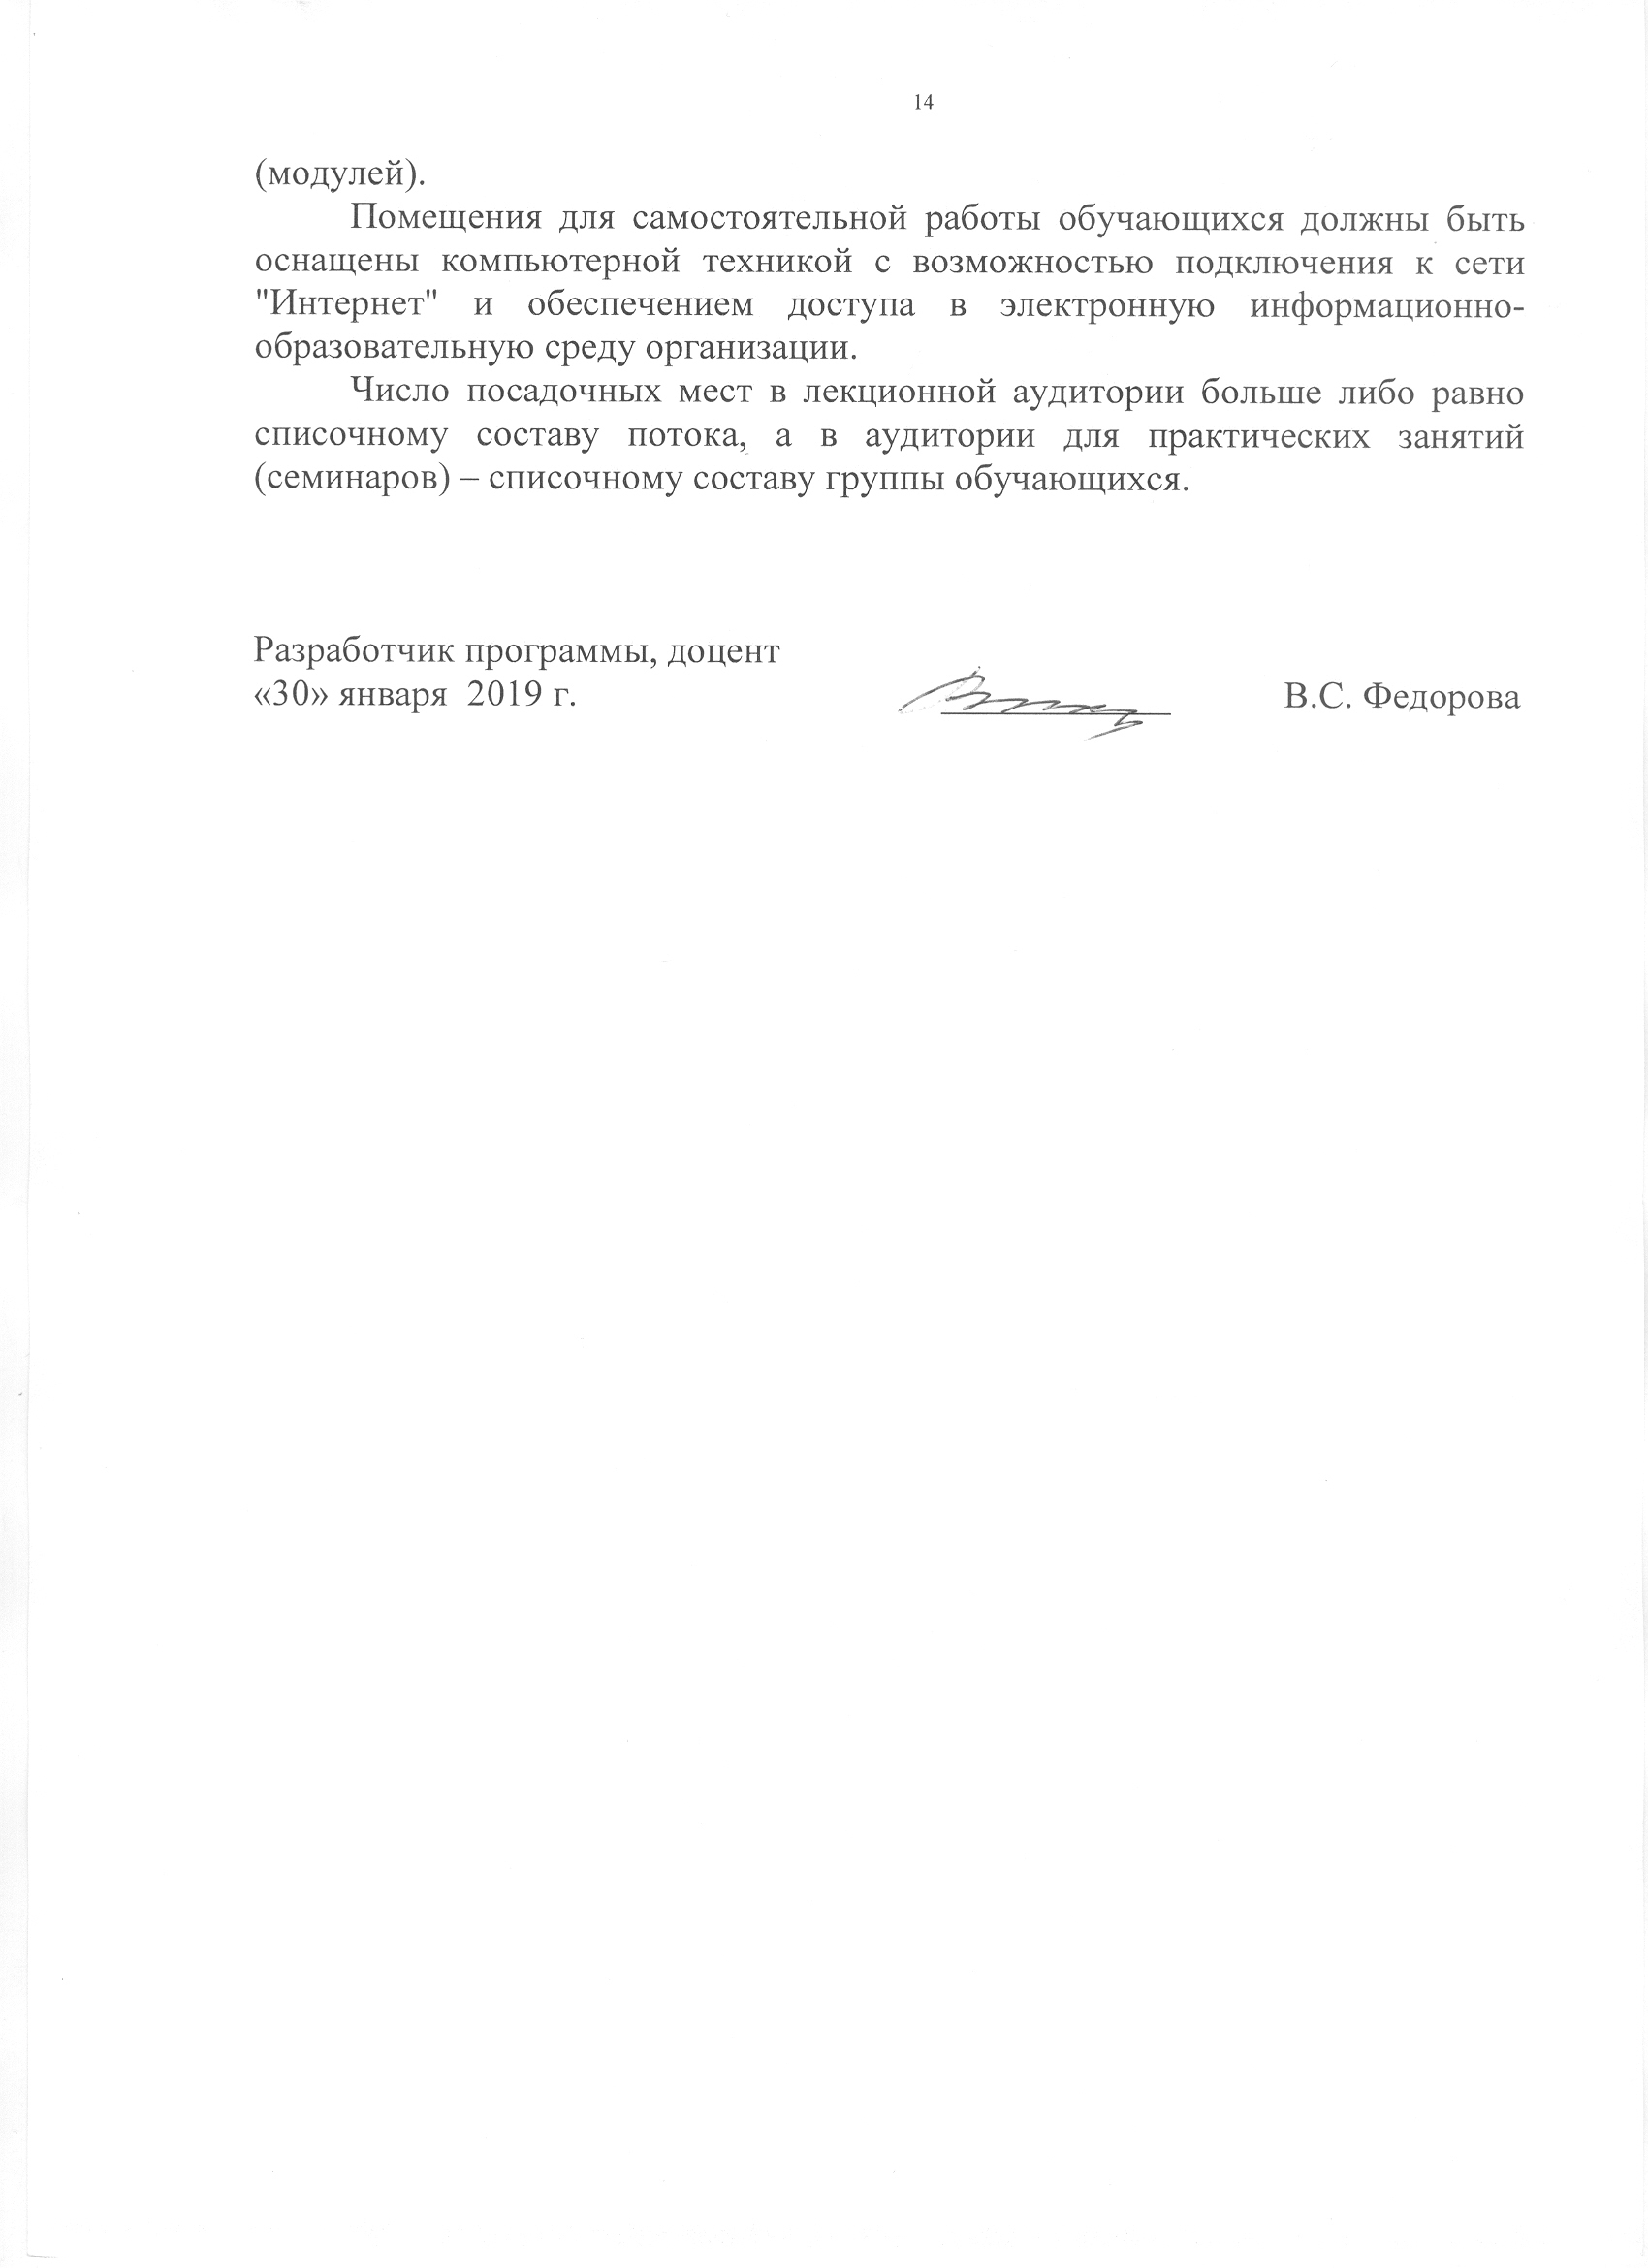 14
(модулей).
Помещения для самостоятельной работы обучающихся должны быть
оснащены компьютерной техникой с возможностью подключения к сети
"Интернет" и обеспечением доступа в электронную информационно-
образовательную среду организации.
Число посадочных мест в лекционной аудитории больше либо равно
списочному составу потока, а в аудитории для практических занятий
(семинаров) – списочному составу группы обучающихся.
Разработчик программы, доцент
«30» января 2019 г. В.С. Федорова